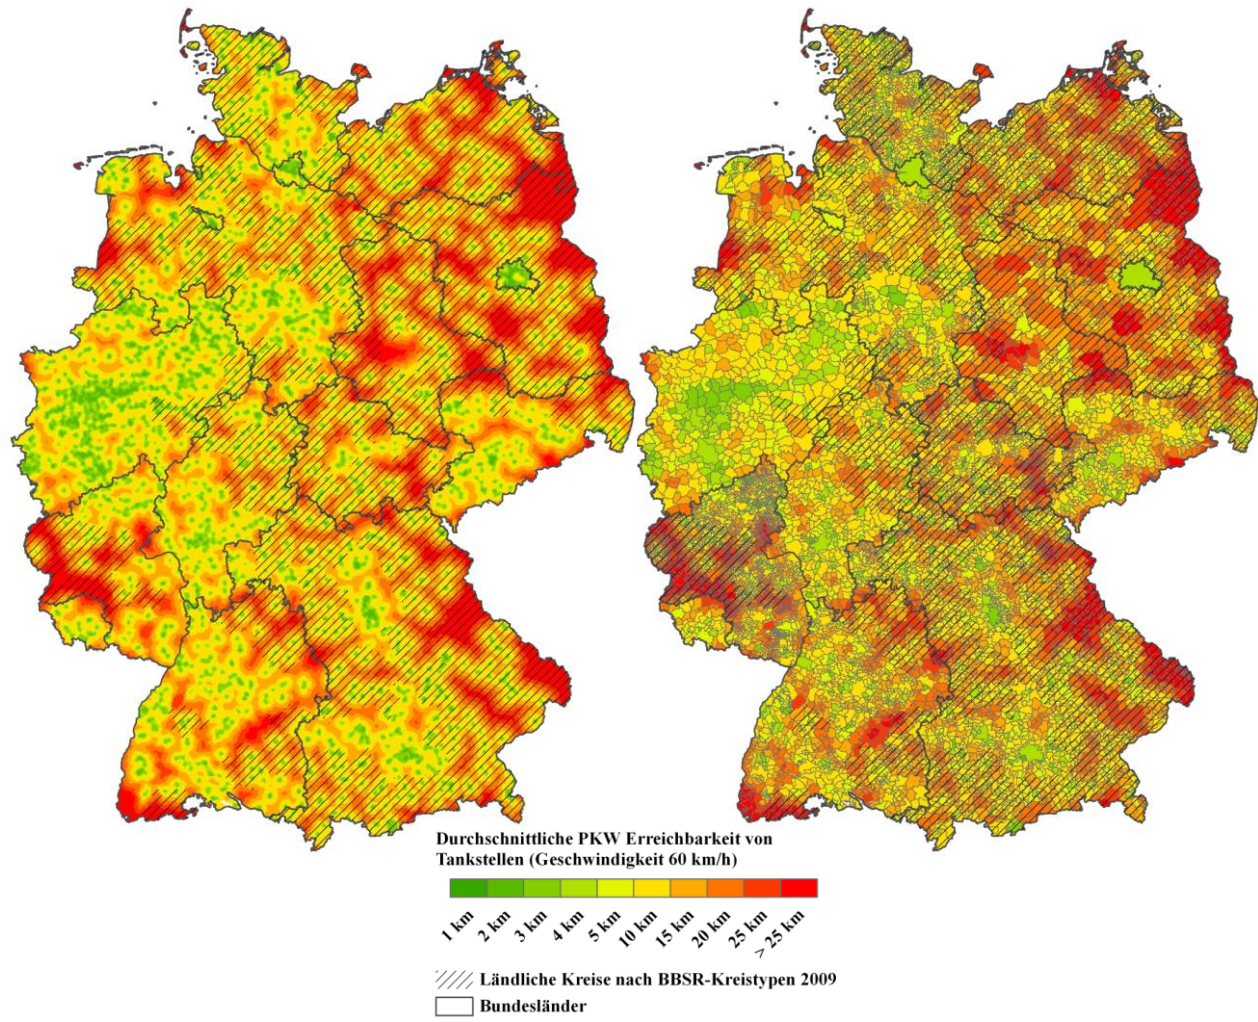 Durchschnittliche PKW Erreichbarkeit von
Tankstellen (Geschwindigkeit 60 km/h)
1 km
2 km
3 km
4 km
5 km
10 km
15 km
20 km
25 km
> 25 km
Ländliche Kreise nach BBSR-Kreistypen 2009
Bundesländer